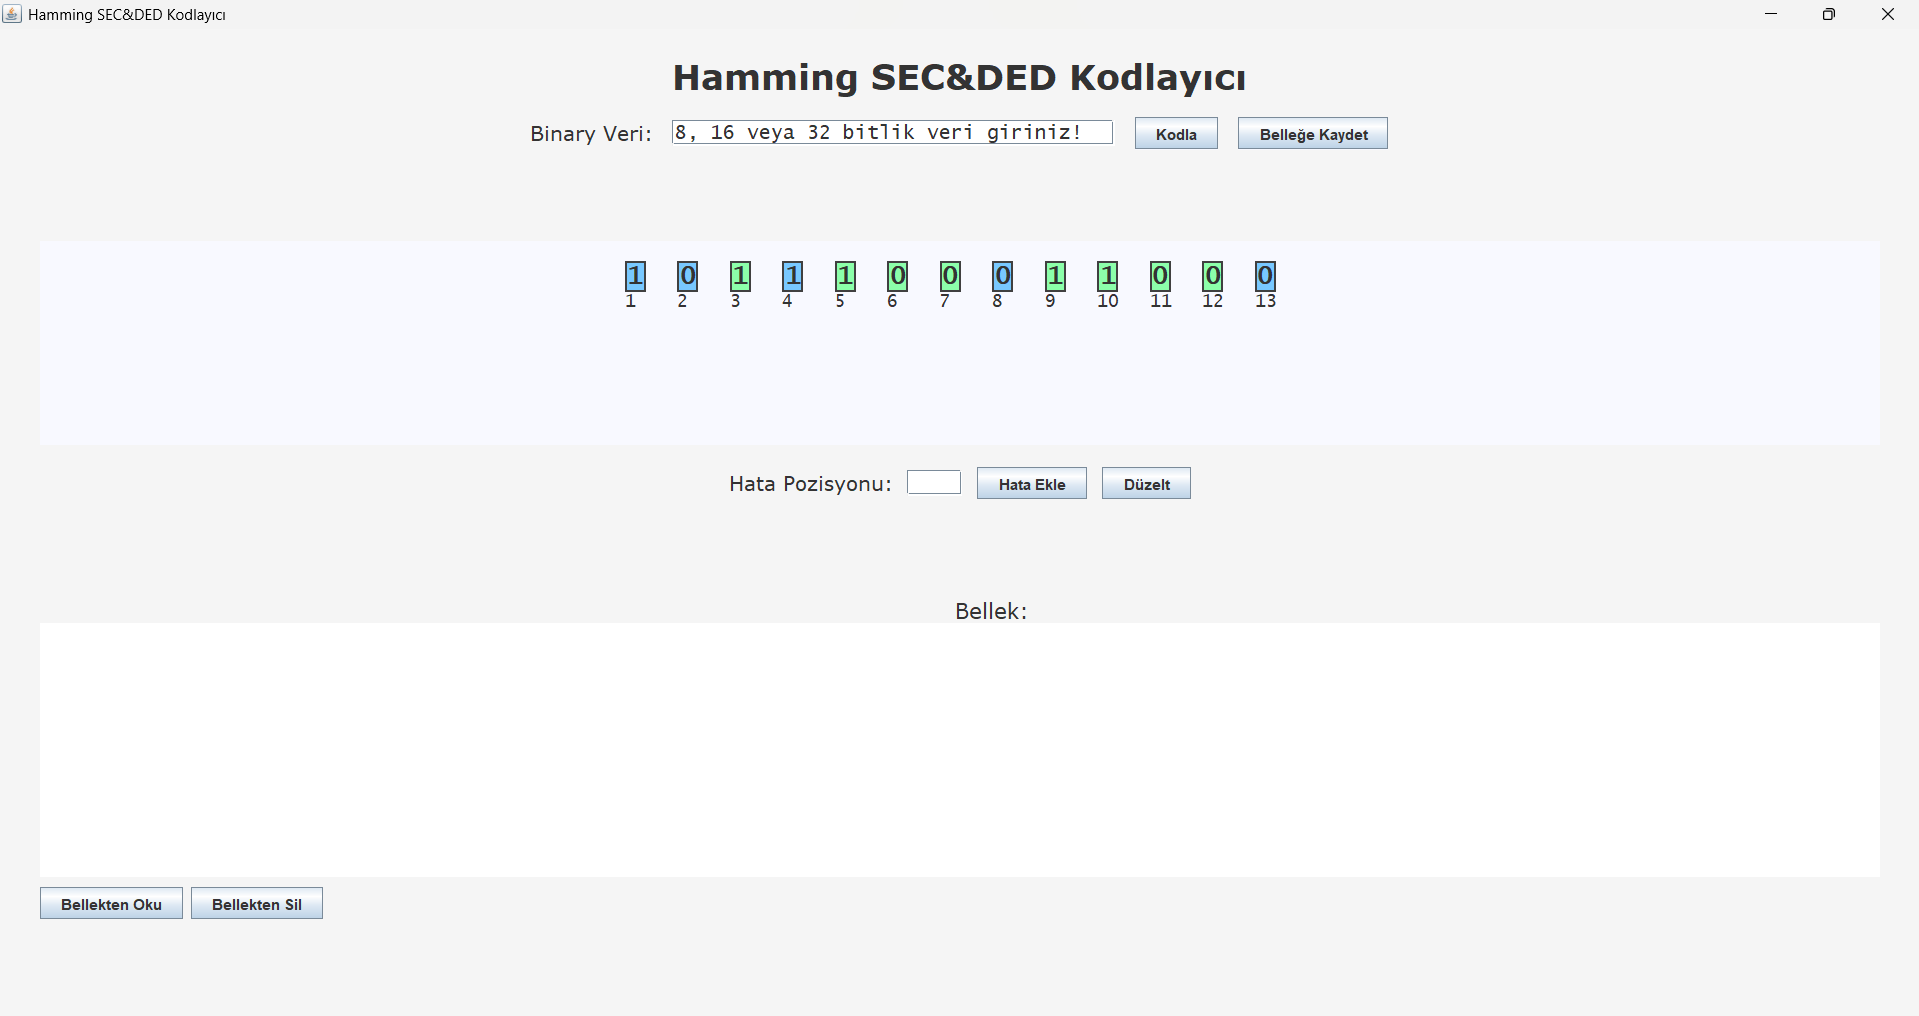 Hamming SEC&DED Kodlayıcı
Hamming SEC&DED Kodlayıcı
Binary Veri: 8, 16 veya 32 bitlik veri giriniz! Kodla Belleğe Kaydet
1 0 1 1 1 0 0 0 1 1 0 0 0
1 2 3 4 5 6 7 8 9 10 11 12 13
Hata Pozisyonu: Hata Ekle Düzelt
Bellek:
Bellekten Oku Bellekten Sil